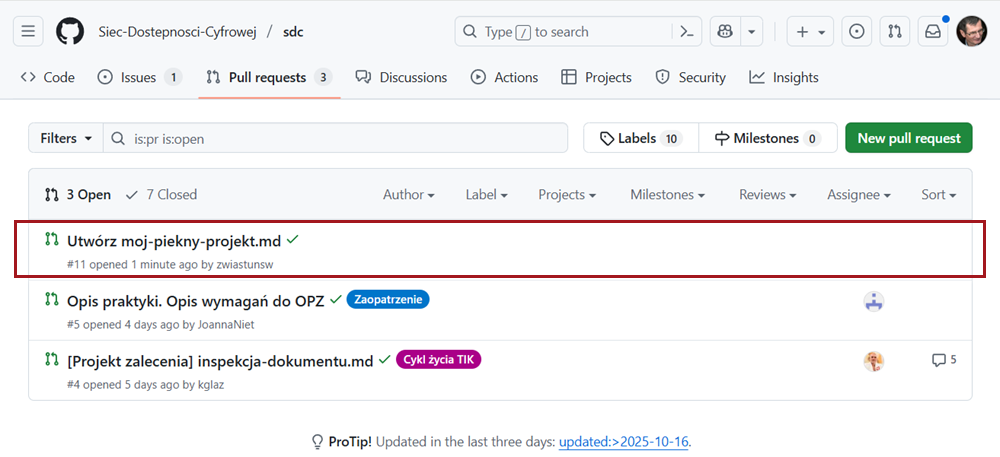 Siec-Dostepnosci-Cyfrowej / sdc Type / to search
Code Issues 1 Pull requests 3 Discussions Actions Projects Security Insights
Filters is:pr is:open Labels 10 Milestones 0 New pull request
3 Open 7 Closed Author Label Projects Milestones Reviews Assignee Sort
Utwórz moj-piekny-projekt.md
#11 opened 1 minute ago by zwiastunsw
Opis praktyki. Opis wymagań do OPZ Zaopatrzenie
#5 opened 4 days ago by JoannaNiet
[Projekt zalecenia] inspekcja-dokumentu.md Cykl życia TIK 5
#4 opened 5 days ago by kglaz
ProTip! Updated in the last three days: updated:>2025-10-16.